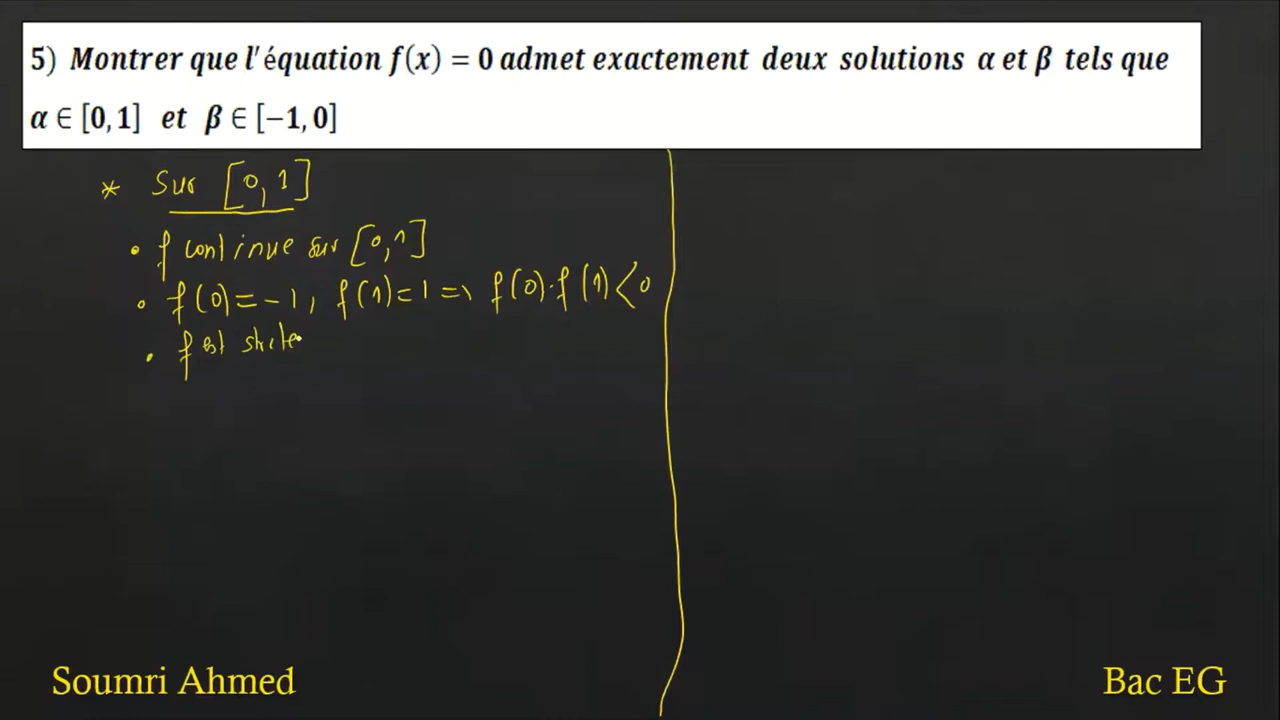 5) Montrer que l'équation f(x) = 0 admet exactement deux solutions α et β tels que
α ∈ [0, 1] et β ∈ [−1, 0]
* Sur [0, 1]
• f continue sur [0, 1]
• f(0) = -1, f(1) = 1 => f(0)·f(1) < 0
• f est stricte
Soumri Ahmed
Bac EG